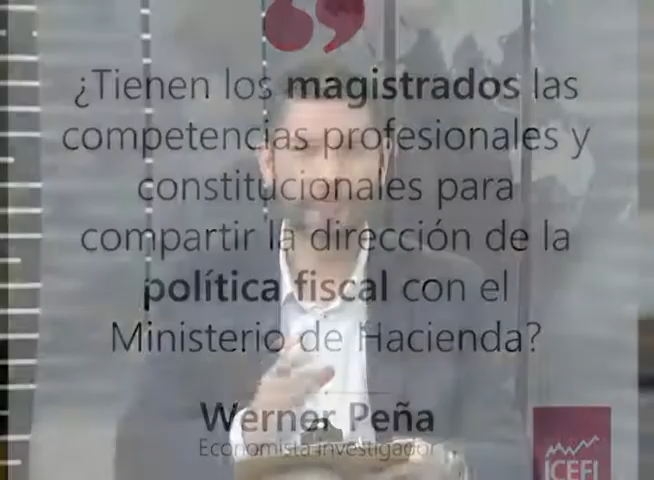 ¿Tienen los magistrados las
competencias profesionales y
constitucionales para
compartir la dirección de la
política fiscal con el
Ministerio de Hacienda?
Werner Peña
Economista investigador
ICEFI